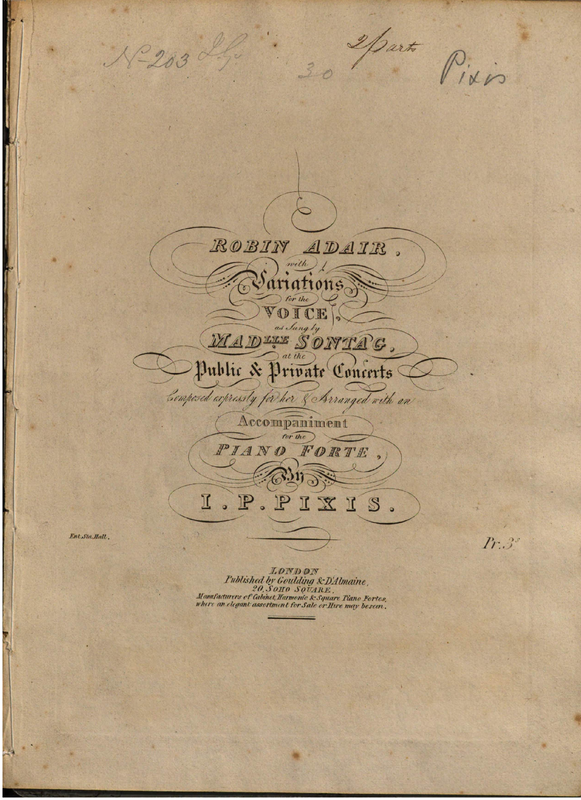 No 203
2 parts
30
Pixis
ROBIN ADAIR,
with
Variations
for the
VOICE,
as Sung by
MADLLE SONTAG,
at the
Public & Private Concerts
Composed expressly for her & Arranged with an
Accompaniment
for the
PIANO FORTE,
By
I. P. PIXIS.
Ent. Sta. Hall.
Pr. 3s
LONDON
Published by Goulding & D'Almaine,
20, SOHO SQUARE,
Manufacturers of Cabinet, Harmonic & Square Piano Fortes,
where an elegant assortment for Sale or Hire may be seen.